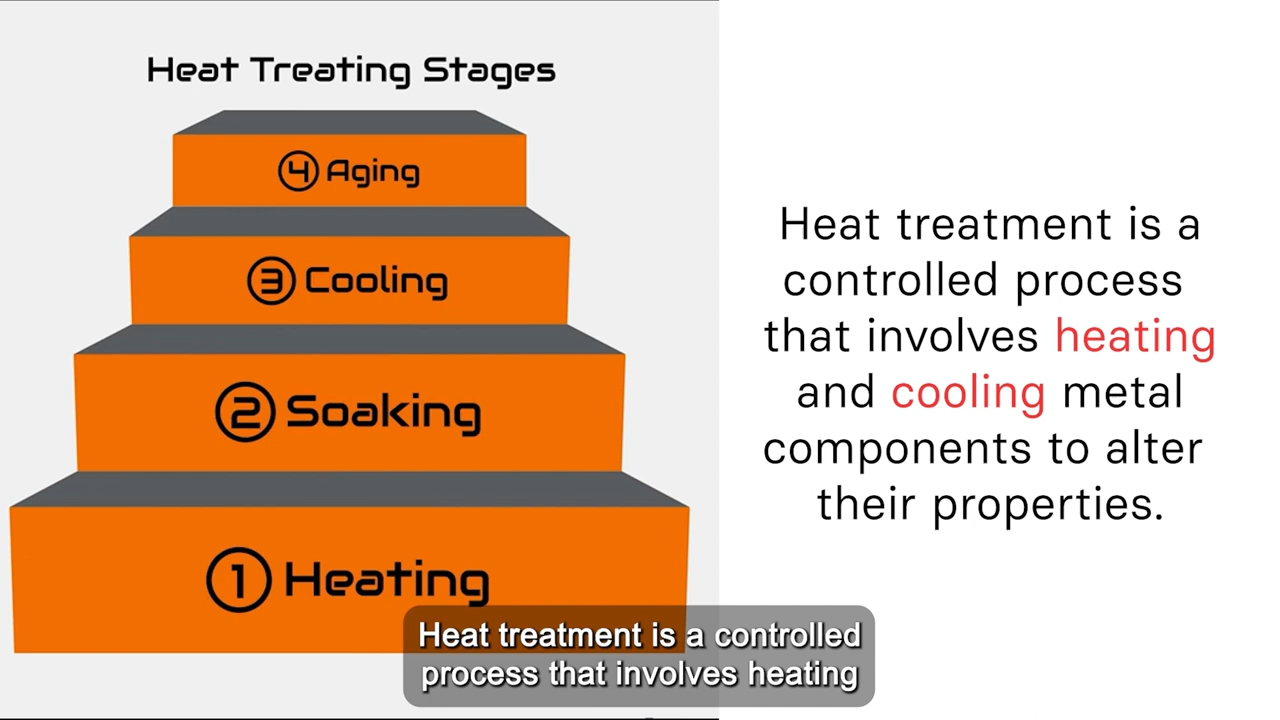 Heat Treating Stages
4 Aging
3 Cooling
2 Soaking
1 Heating
Heat treatment is a
controlled process
that involves heating
and cooling metal
components to alter
their properties.
Heat treatment is a controlled
process that involves heating